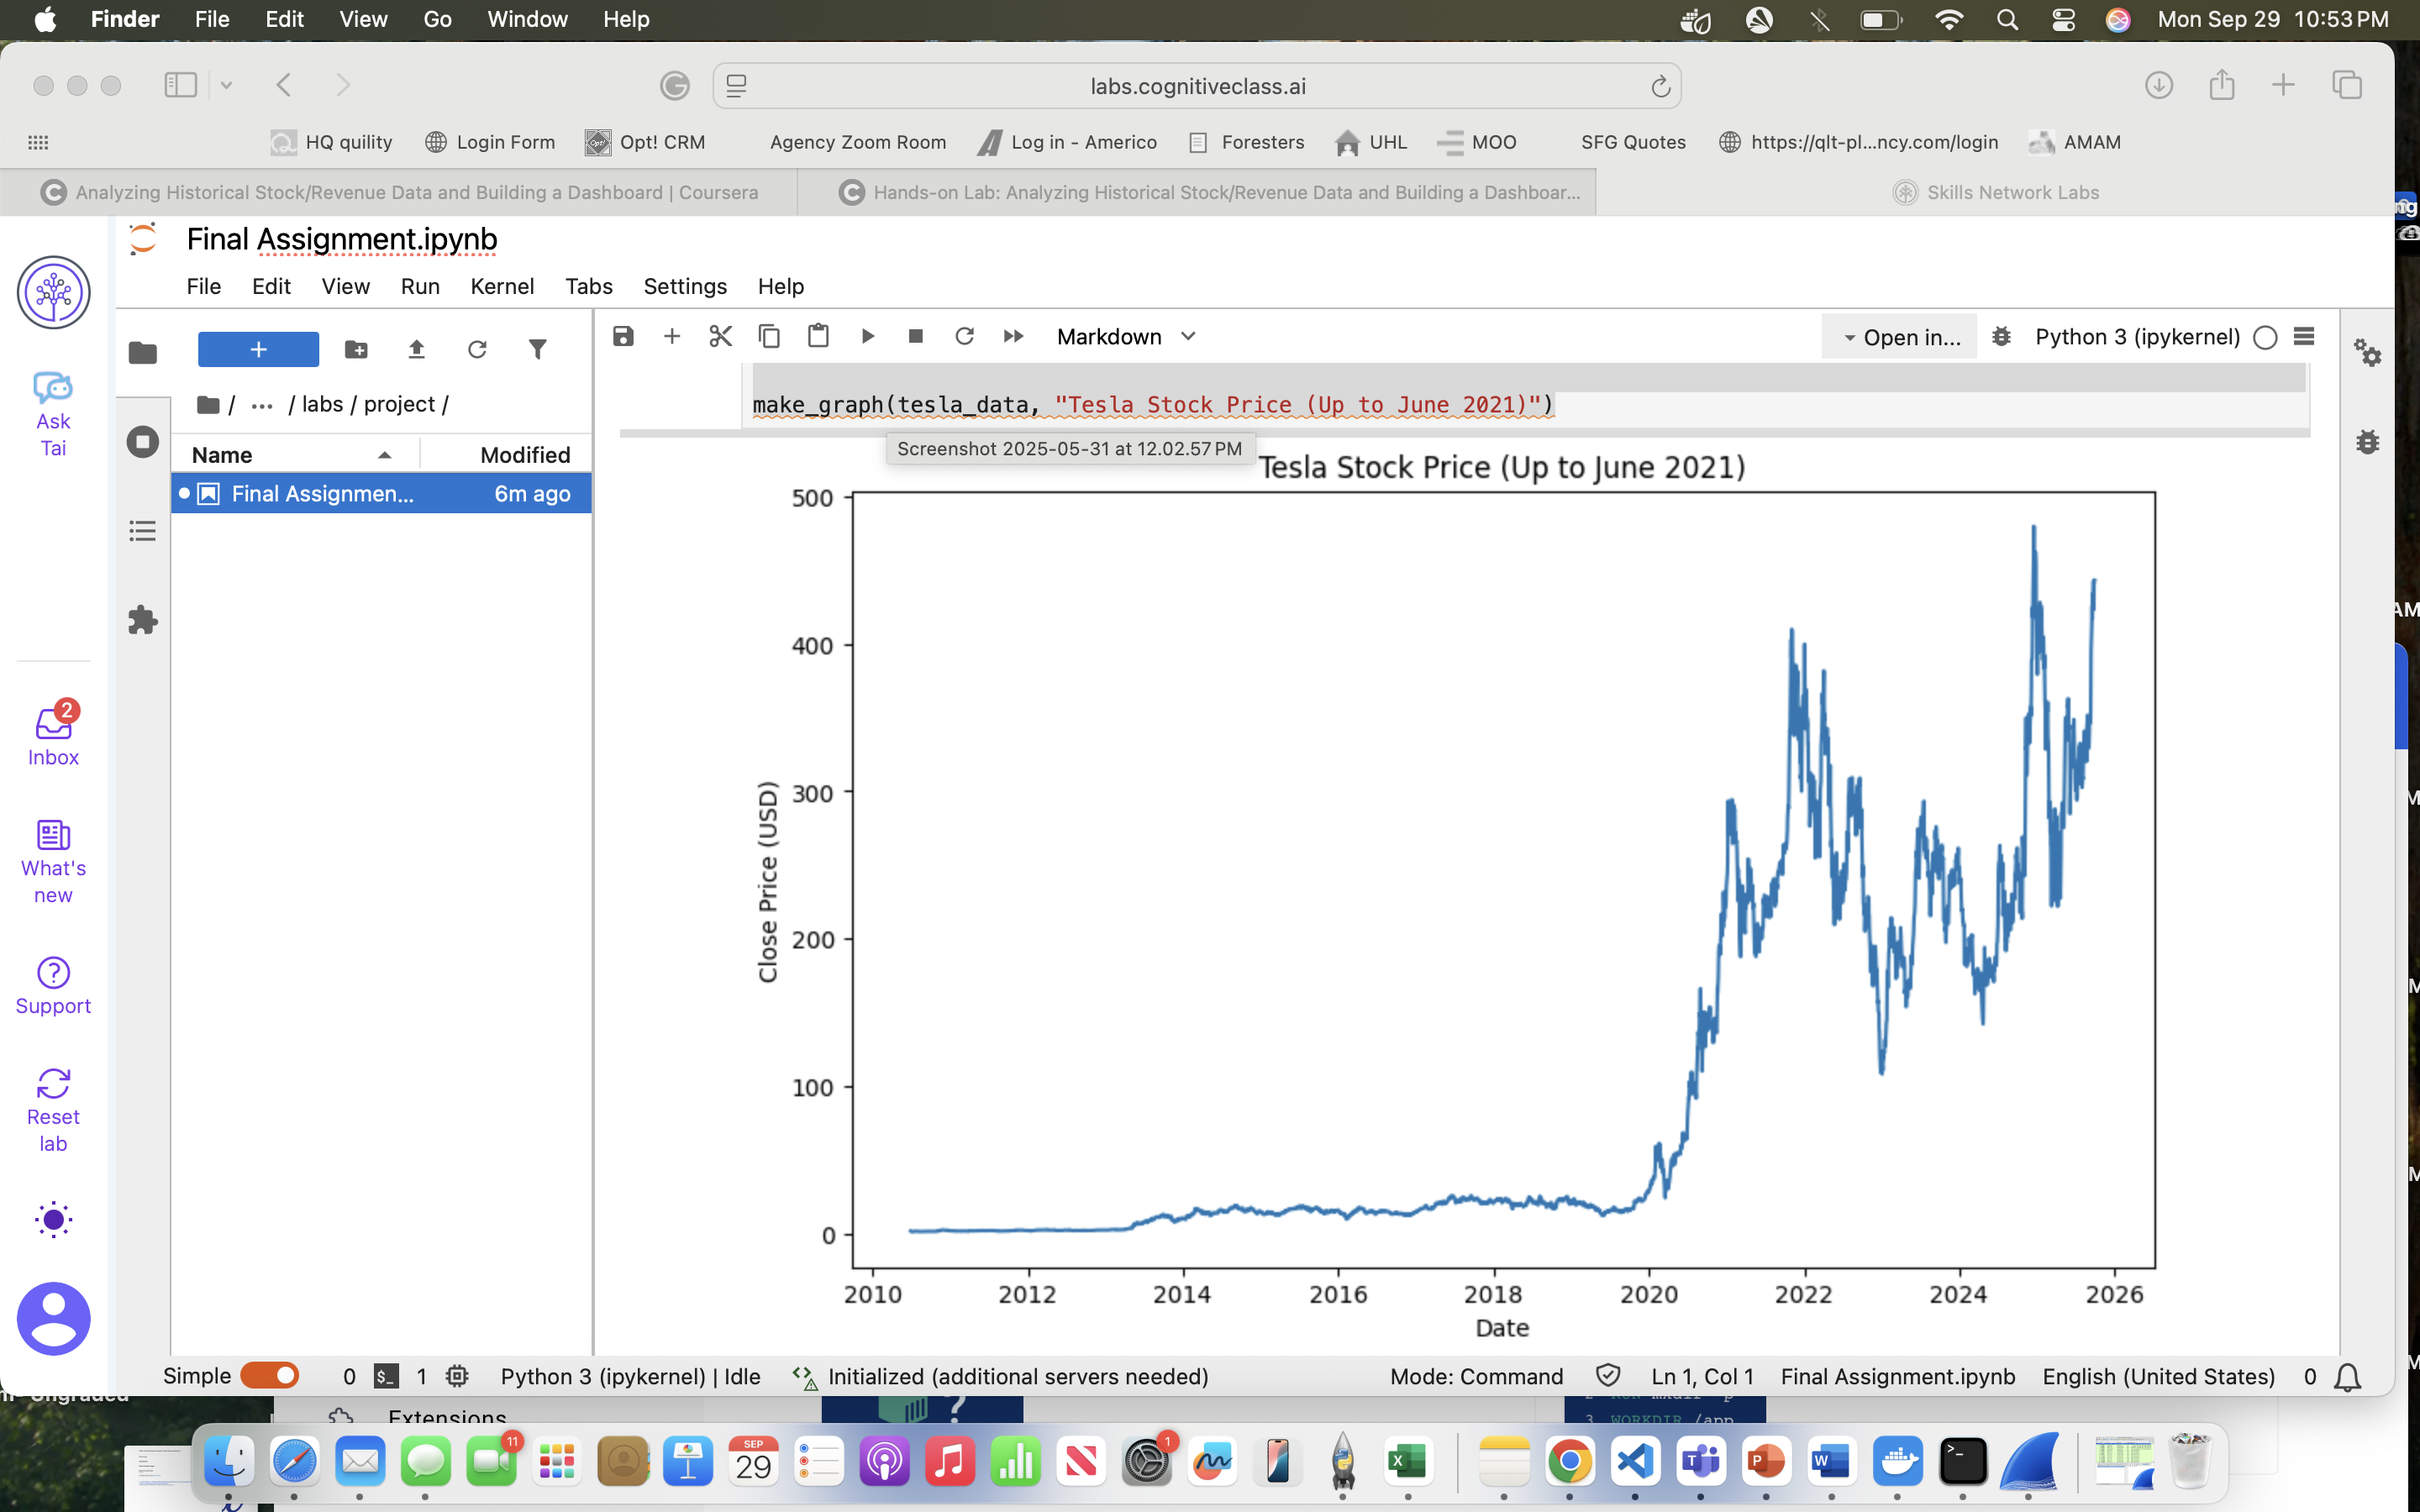 Finder File Edit View Go Window Help Mon Sep 29 10:53 PM
labs.cognitiveclass.ai
HQ quility Login Form Opt! CRM Agency Zoom Room Log in - Americo Foresters UHL MOO SFG Quotes https://qlt-pl...ncy.com/login AMAM
Analyzing Historical Stock/Revenue Data and Building a Dashboard | Coursera Hands-on Lab: Analyzing Historical Stock/Revenue Data and Building a Dashboar... Skills Network Labs
Final Assignment.ipynb
File Edit View Run Kernel Tabs Settings Help
Markdown Open in... Python 3 (ipykernel)
+
/ ... / labs / project /
Name Modified
Final Assignmen... 6m ago
Ask
Tai
2
Inbox
What's
new
Support
Reset
lab
make_graph(tesla_data, "Tesla Stock Price (Up to June 2021)")
Screenshot 2025-05-31 at 12.02.57 PM
Tesla Stock Price (Up to June 2021)
500
400
300
200
100
0
Close Price (USD)
2010 2012 2014 2016 2018 2020 2022 2024 2026
Date
Simple 0 $_ 1 Python 3 (ipykernel) | Idle Initialized (additional servers needed) Mode: Command Ln 1, Col 1 Final Assignment.ipynb English (United States) 0
Extensions
?
3 WORKDIR /app
11
SEP
29
1
X
P
W
>_